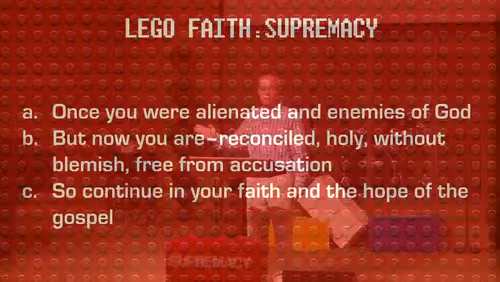 LEGO FAITH:SUPREMACY
a. Once you were alienated and enemies of God
b. But now you are–reconciled, holy, without
blemish, free from accusation
c. So continue in your faith and the hope of the
gospel
SUPREMACY